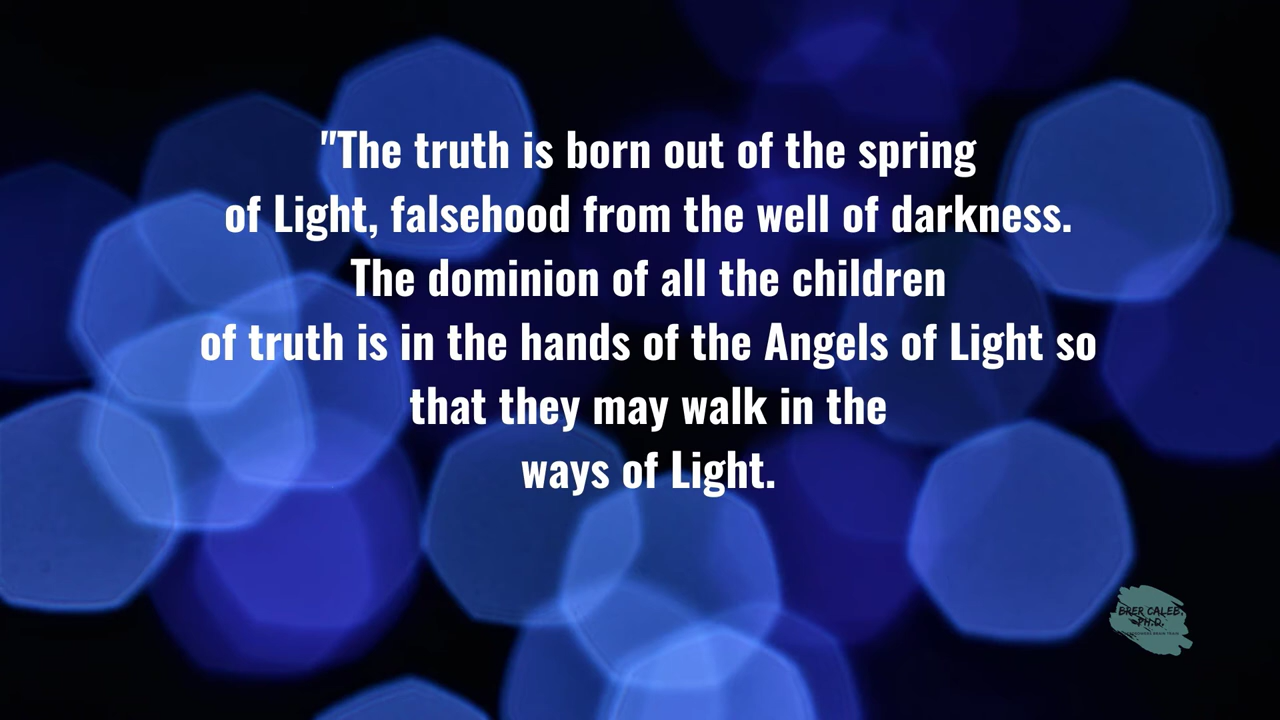 "The truth is born out of the spring
of Light, falsehood from the well of darkness.
The dominion of all the children
of truth is in the hands of the Angels of Light so
that they may walk in the
ways of Light.
BRER CALEB,
PH.D.